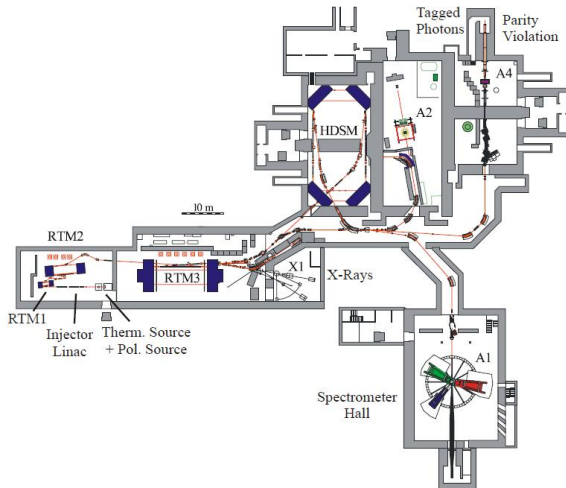 Tagged
Photons
Parity
Violation
A4
A2
HDSM
10 m
RTM2
RTM3
X1
X-Rays
RTM1
Injector
Linac
Therm. Source
+ Pol. Source
A1
Spectrometer
Hall